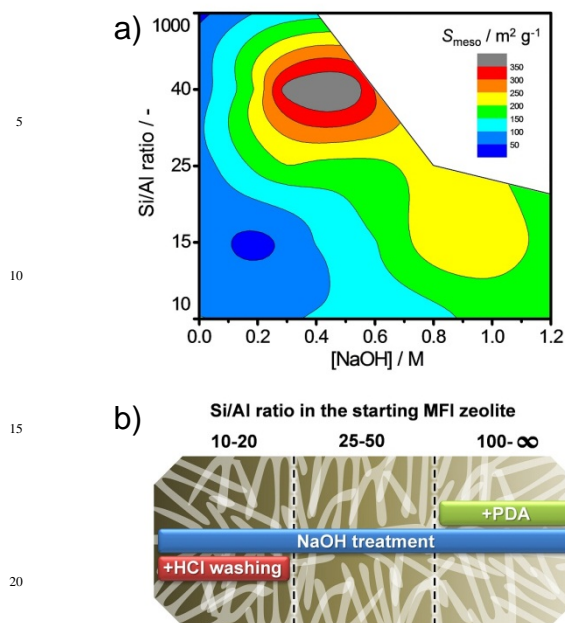 a)
S meso / m² g⁻¹
350
300
250
200
150
100
50
1000
40
25
15
10
Si/Al ratio / -
0.0 0.2 0.4 0.6 0.8 1.0 1.2
[NaOH] / M
5
10
15
20
b)
Si/Al ratio in the starting MFI zeolite
10-20 25-50 100-∞
+PDA
NaOH treatment
+HCl washing